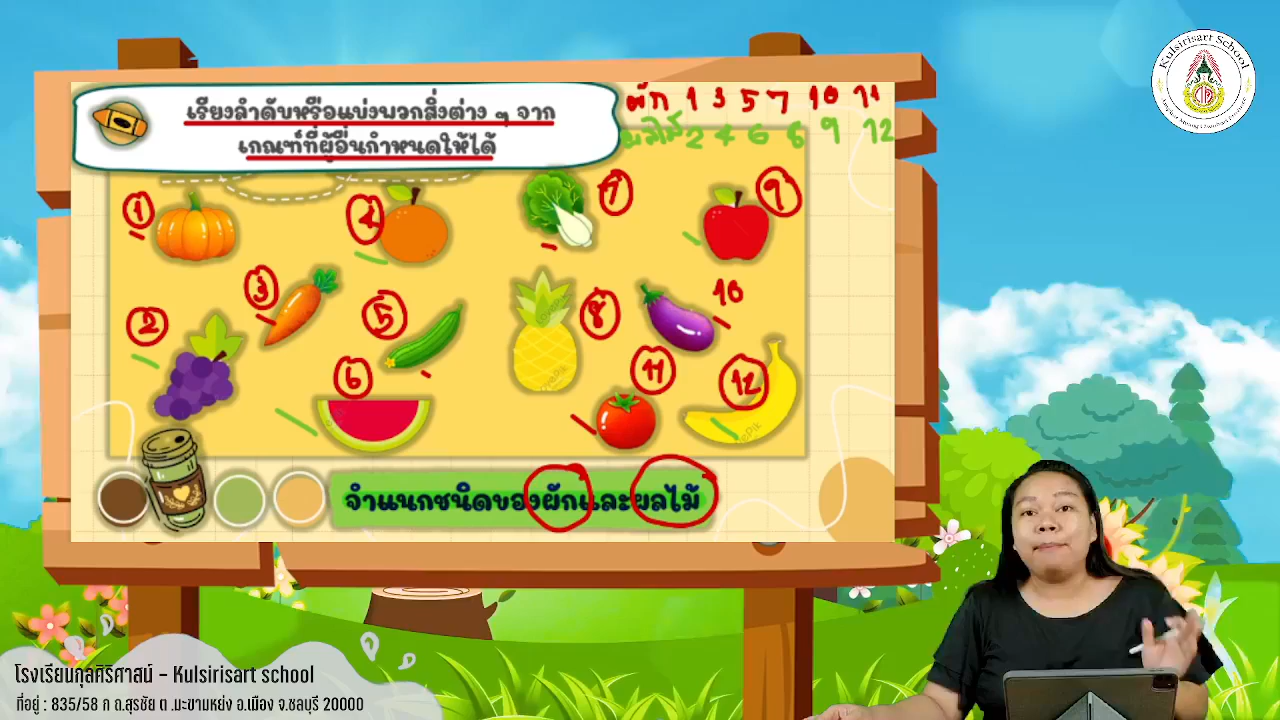 Kulsirisart School
เรียงลำดับหรือแบ่งพวกสิ่งต่าง ๆ จาก
เกณฑ์ที่ผู้อื่นกำหนดให้ได้
ผัก 1 3 5 7 10 11
ผลไม้ 2 4 6 8 9 12
1
4
7
9
3
10
2
5
8
6
11
12
จำแนกชนิดของผักและผลไม้
โรงเรียนกุลศิริศาสน์ - Kulsirisart school
ที่อยู่ : 835/58 ก ถ.สุรชัย ต.มะขามหย่ง อ.เมือง จ.ชลบุรี 20000